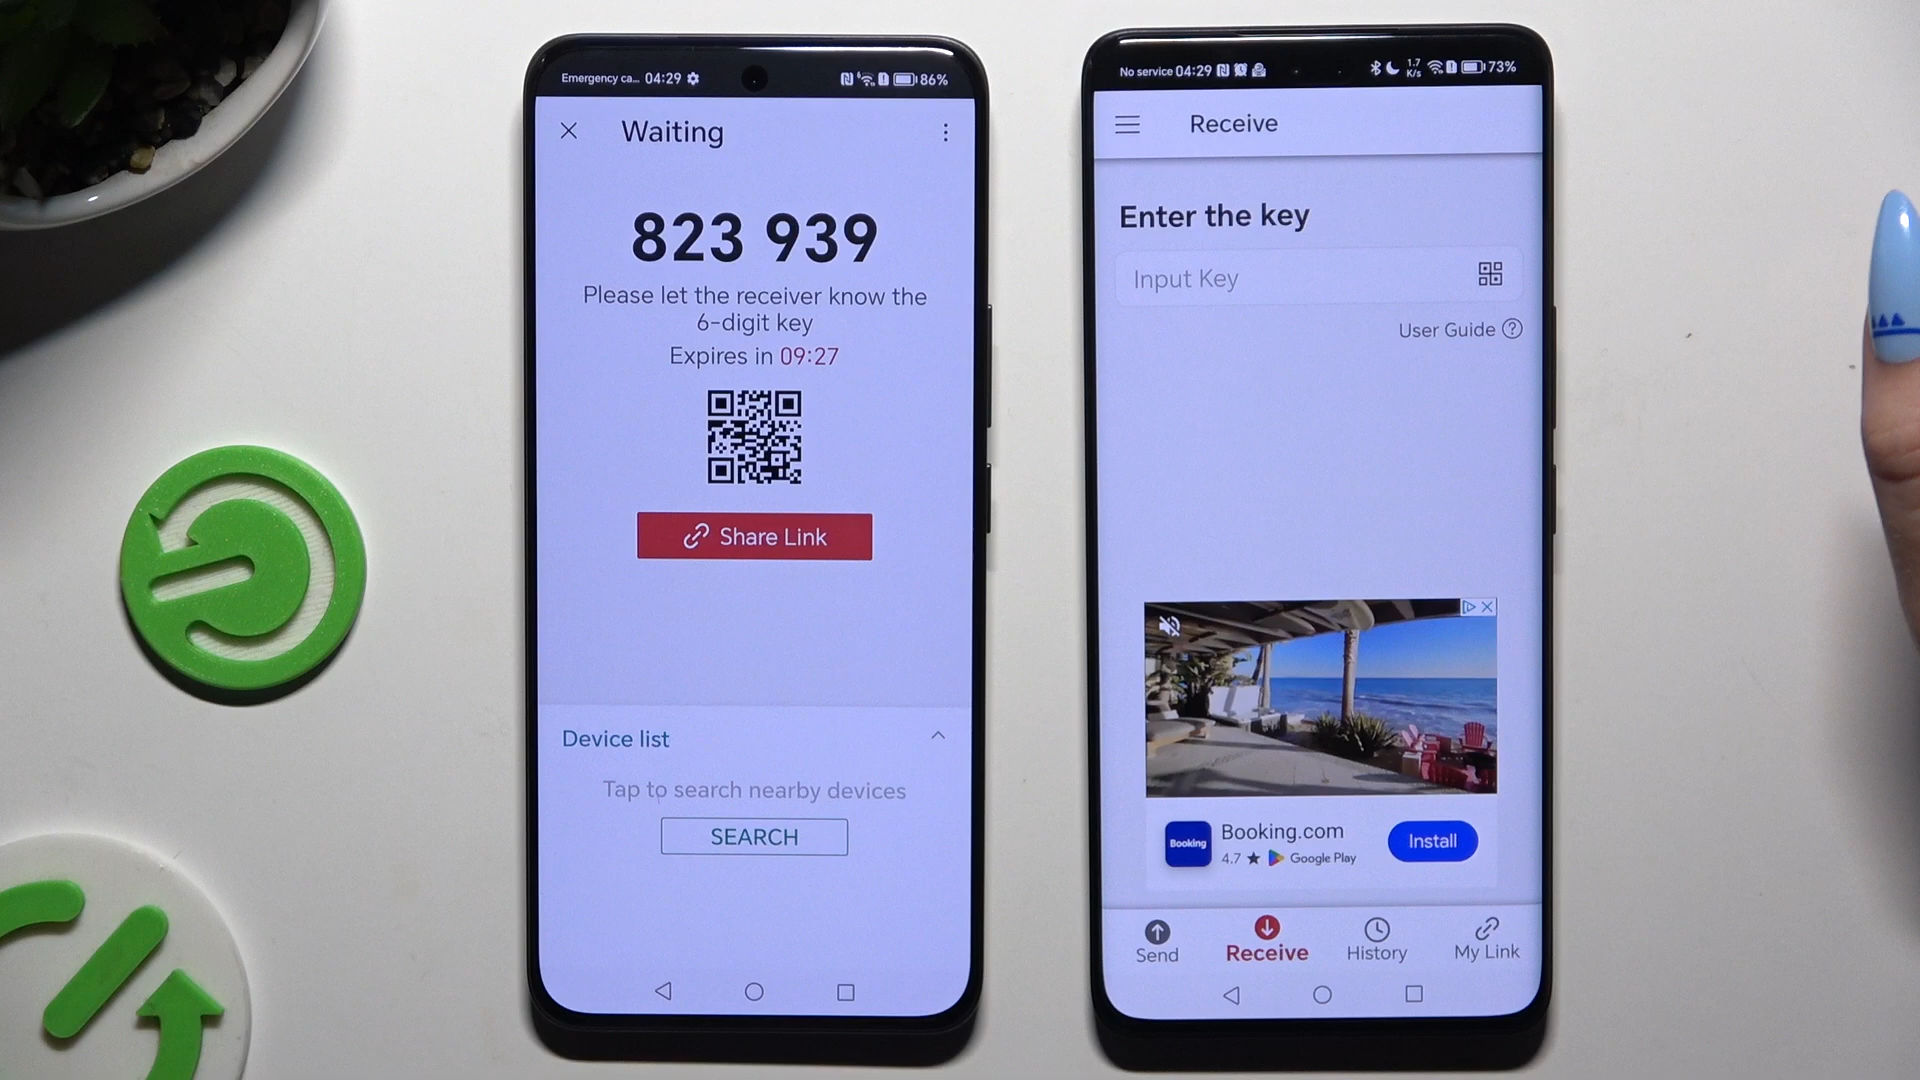 Emergency ca... 04:29
86%
Waiting
823 939
Please let the receiver know the
6-digit key
Expires in 09:27
Share Link
Device list
Tap to search nearby devices
SEARCH
No service 04:29
1.7
K/s
73%
Receive
Enter the key
Input Key
User Guide ?
Booking
Booking.com
4.7 ★ Google Play
Install
Send
Receive
History
My Link